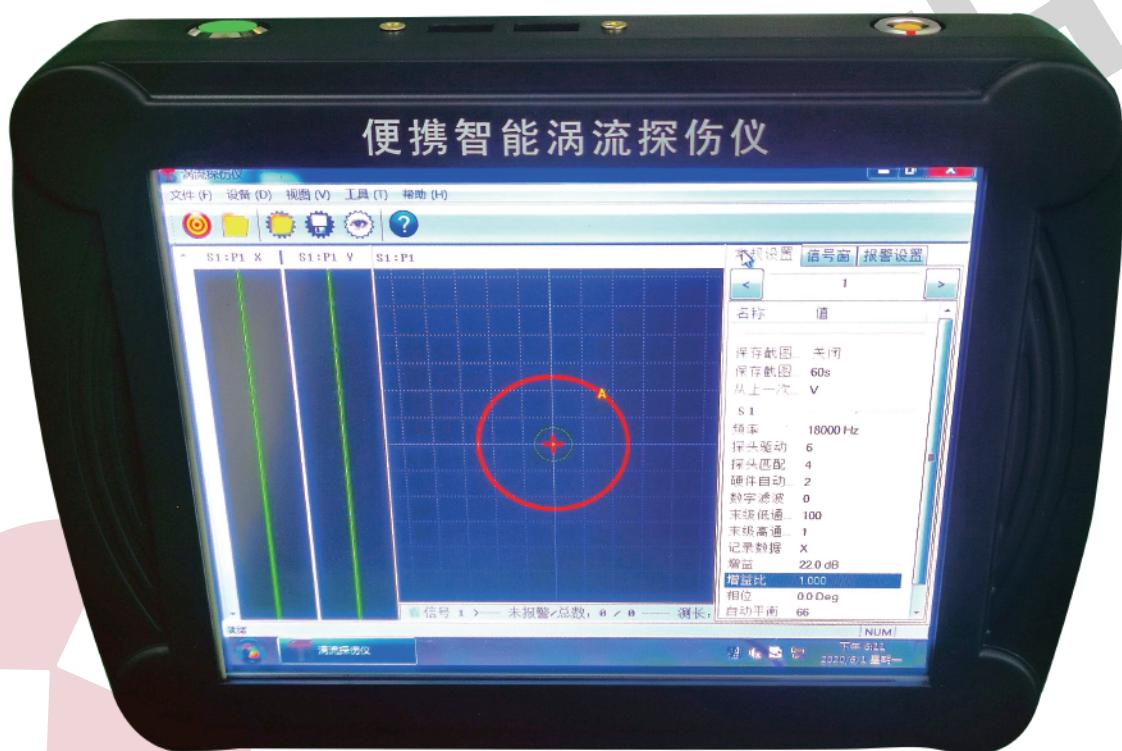 便携智能涡流探伤仪
涡流探伤仪
文件(F) 设备(D) 视图(V) 工具(T) 帮助(H)
?
S1:P1 X S1:P1 Y S1:P1
规设置 信号窗 报警设置
< 1 >
名称 值
保存截图... 关闭
保存截图... 60s
从上一次... V
S1
频率 18000 Hz
探头驱动 6
探头匹配 4
硬件自动... 2
数字滤波 0
末级低通... 100
末级高通... 1
记录数据 X
增益 22.0 dB
增益比 1.000
相位 0.0 Deg
自动平衡 66
A
信号 1 >—— 未报警/总数: 0 / 0 —— 测长:
就绪
NUM
涡流探伤仪
下午 6:11
2020/6/1 星期一